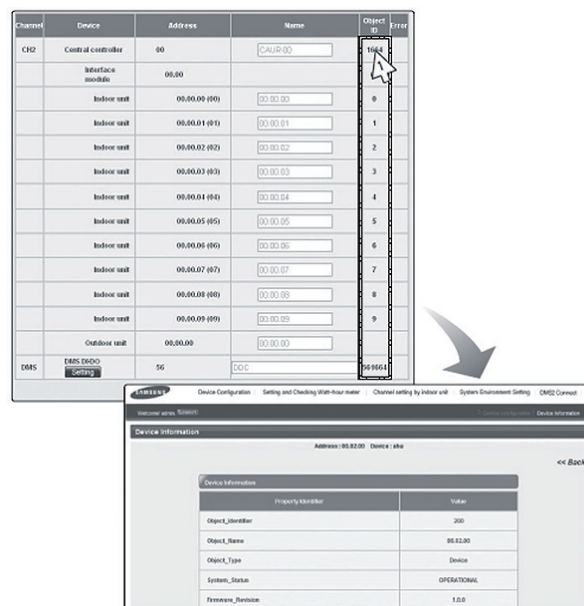 Channel Device Address Name Object ID Error
CH2 Central controller 00 CAUR-00 1664
Interface module 00.00
Indoor unit 00.00.00 (00) 00.00.00 0
Indoor unit 00.00.01 (01) 00.00.01 1
Indoor unit 00.00.02 (02) 00.00.02 2
Indoor unit 00.00.03 (03) 00.00.03 3
Indoor unit 00.00.04 (04) 00.00.04 4
Indoor unit 00.00.05 (05) 00.00.05 5
Indoor unit 00.00.06 (06) 00.00.06 6
Indoor unit 00.00.07 (07) 00.00.07 7
Indoor unit 00.00.08 (08) 00.00.08 8
Indoor unit 00.00.09 (09) 00.00.09 9
Outdoor unit 00.00.00 00.00.00
DMS DMS DI/DO Setting 56 DDC 561664
SAMSUNG Device Configuration Setting and Checking Watt-hour meter Channel setting by indoor unit System Environment Setting DMS2 Connect
Welcome! admin Device Information
Device Information
Address : 00.02.00 Device : ahu
<< Back
Device Information
Property Identifier Value
Object_Identifier 200
Object_Name 00.02.00
Object_Type Device
System_Status OPERATIONAL
Firmware_Revision 1.0.0